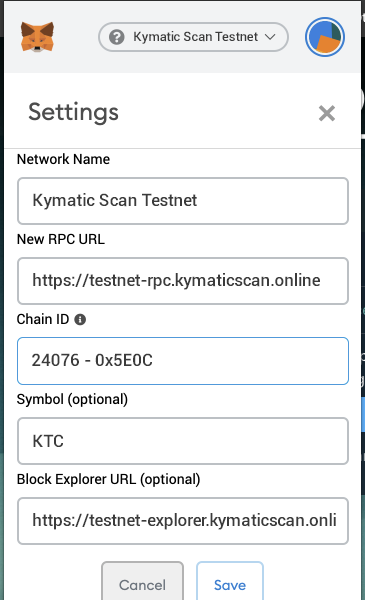 Kymatic Scan Testnet
Settings
Network Name
Kymatic Scan Testnet
New RPC URL
https://testnet-rpc.kymaticscan.online
Chain ID
24076 - 0x5E0C
Symbol (optional)
KTC
Block Explorer URL (optional)
https://testnet-explorer.kymaticscan.onli
Cancel Save